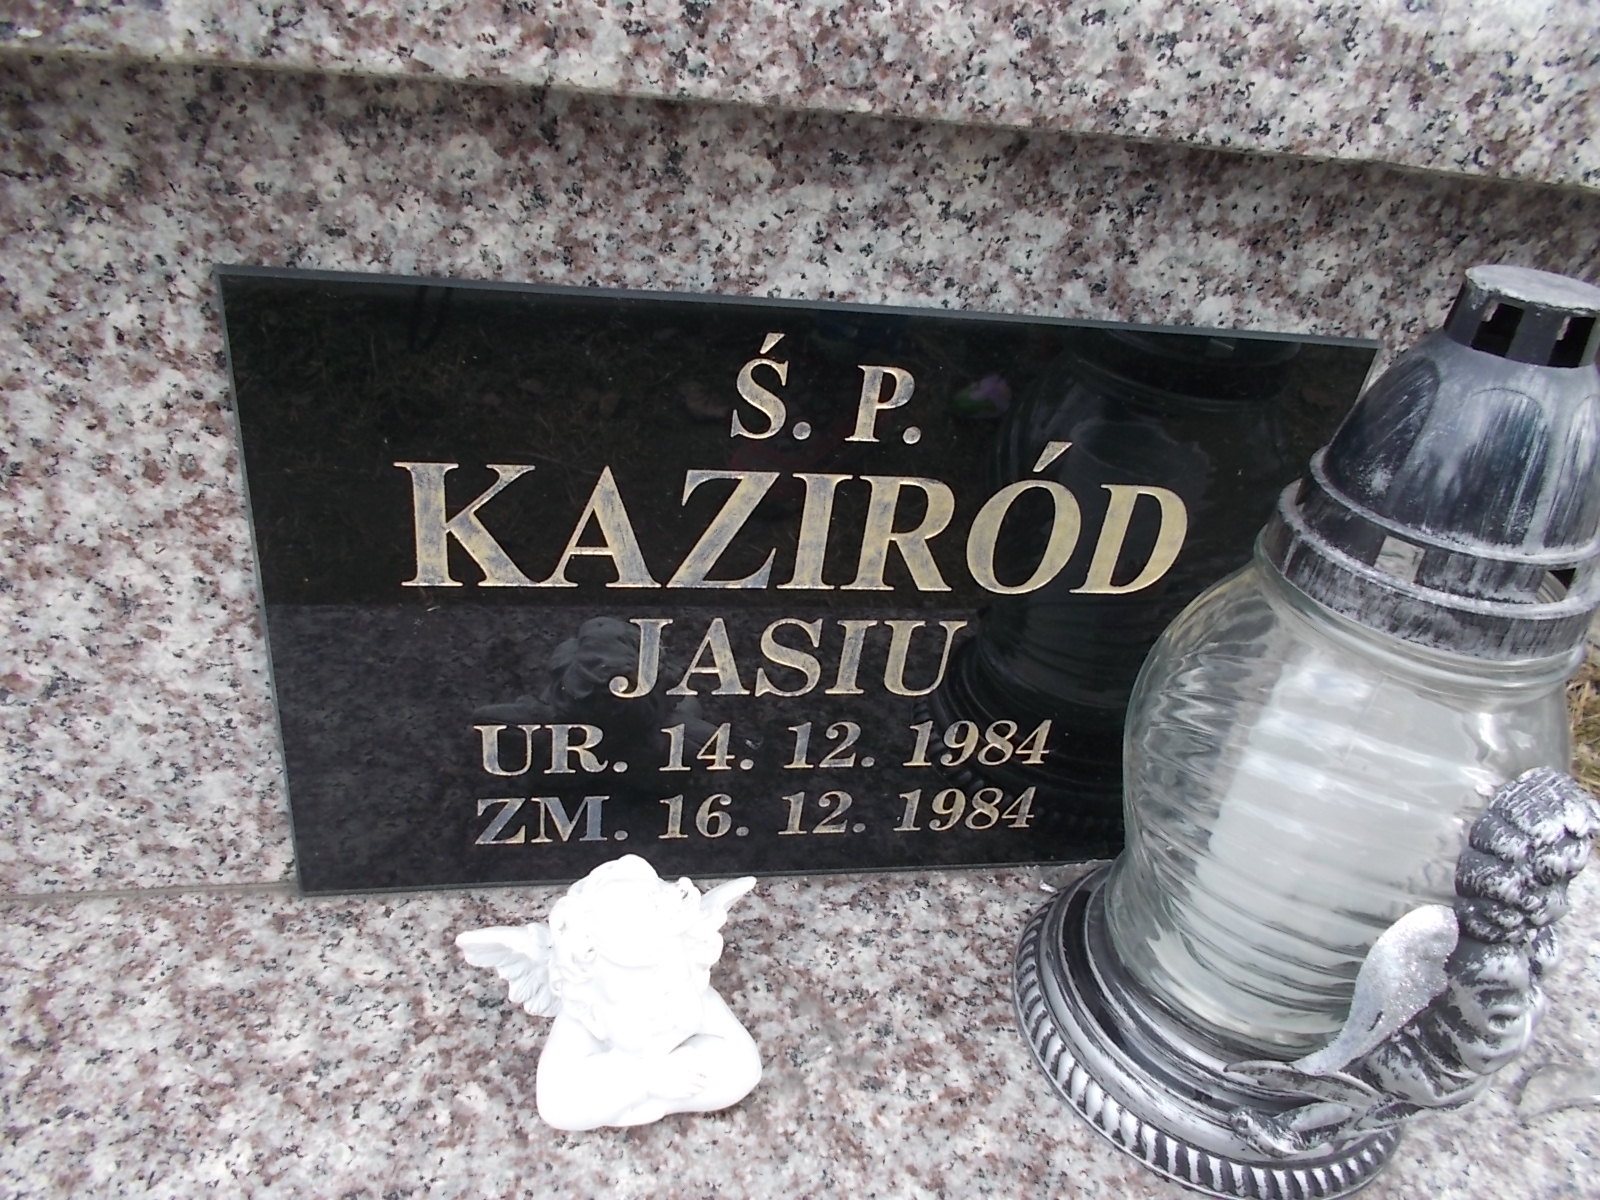 Ś. P.
KAZIRÓD
JASIU
UR. 14. 12. 1984
ZM. 16. 12. 1984